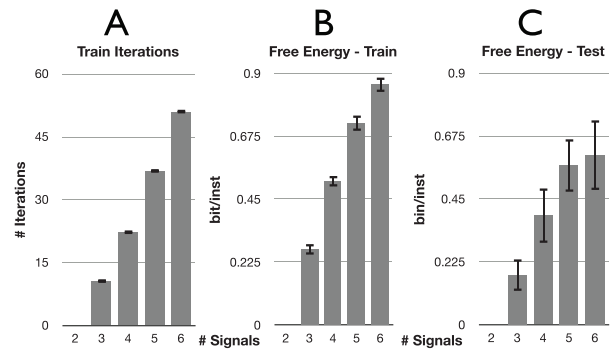 A
Train Iterations
60
45
30
15
0
# Iterations
2 3 4 5 6
# Signals
B
Free Energy - Train
0.9
0.675
0.45
0.225
0
bit/inst
2 3 4 5 6
# Signals
C
Free Energy - Test
0.9
0.675
0.45
0.225
0
bin/inst
2 3 4 5 6